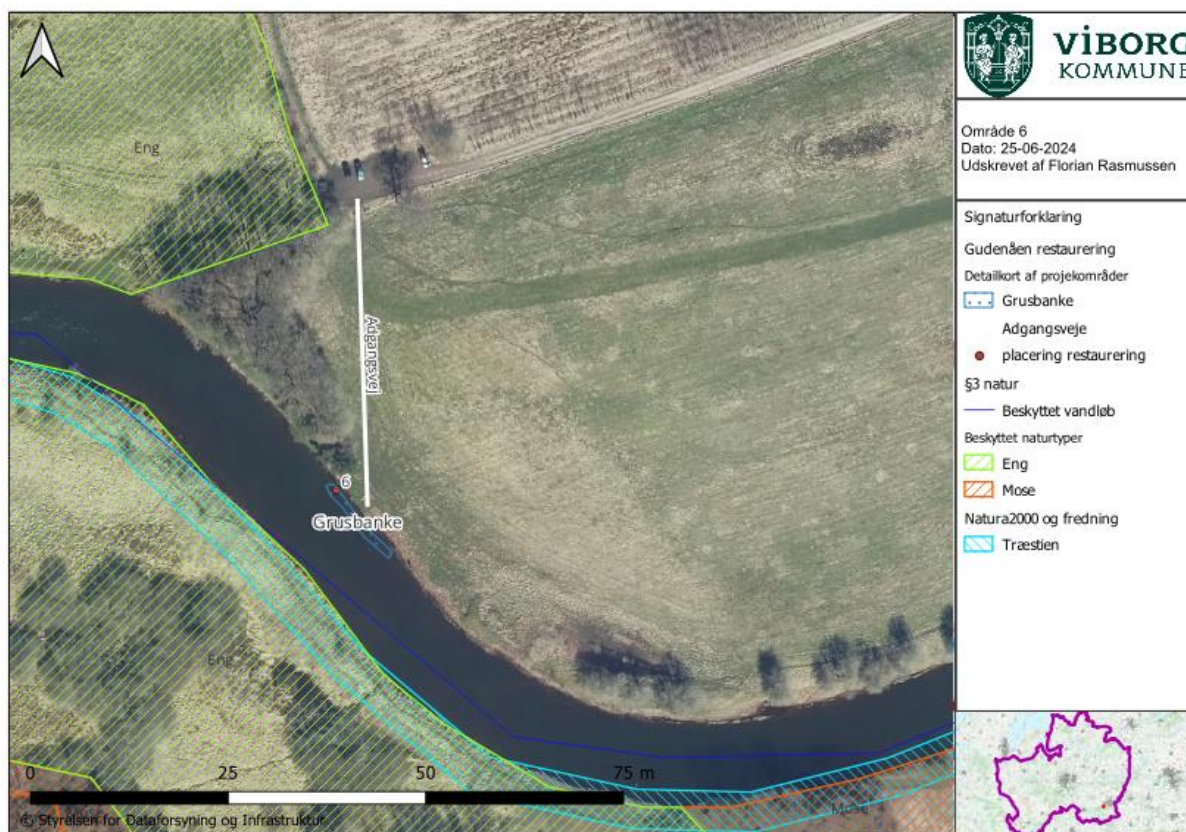 VIBORG
KOMMUNE
Område 6
Dato: 25-06-2024
Udskrevet af Florian Rasmussen
Signaturforklaring
Gudenåen restaurering
Detailkort af projekområder
Grusbanke
Adgangsveje
placering restaurering
§3 natur
Beskyttet vandløb
Beskyttet naturtyper
Eng
Mose
Natura2000 og fredning
Træstien
Eng
Adgangsvej
6
Grusbanke
Eng
Mose
0 25 50 75 m
© Styrelsen for Dataforsyning og Infrastruktur